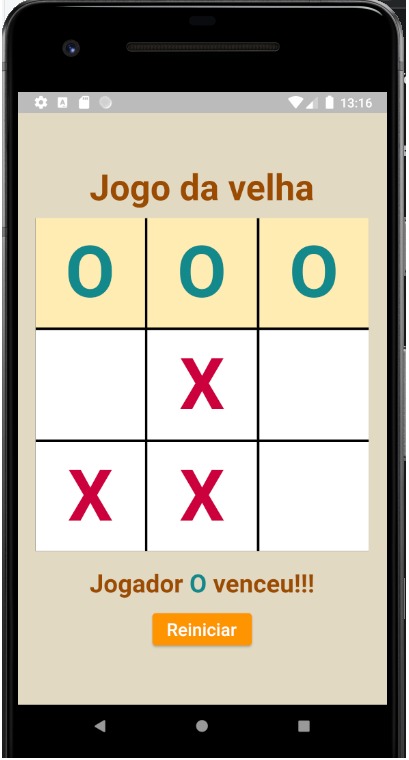 13:16
Jogo da velha
O O O
X
X X
Jogador O venceu!!!
Reiniciar